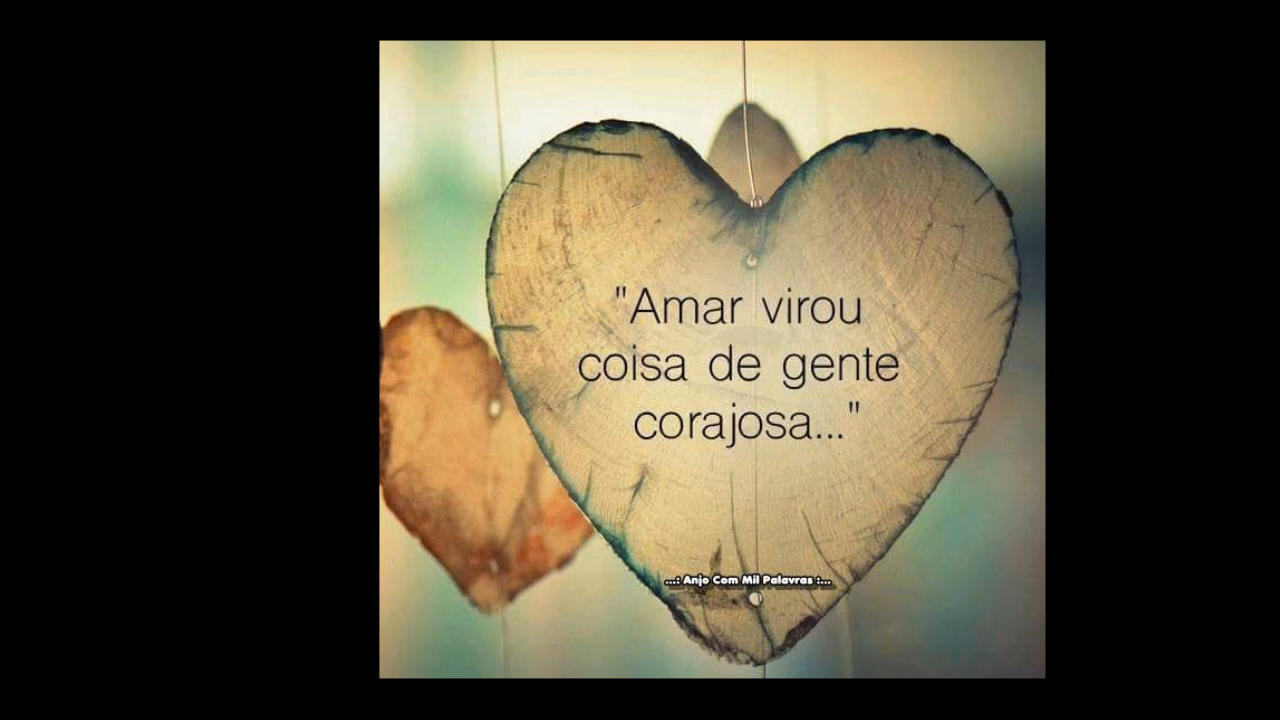 "Amar virou
coisa de gente
corajosa..."
...: Anjo Com Mil Palavras :...